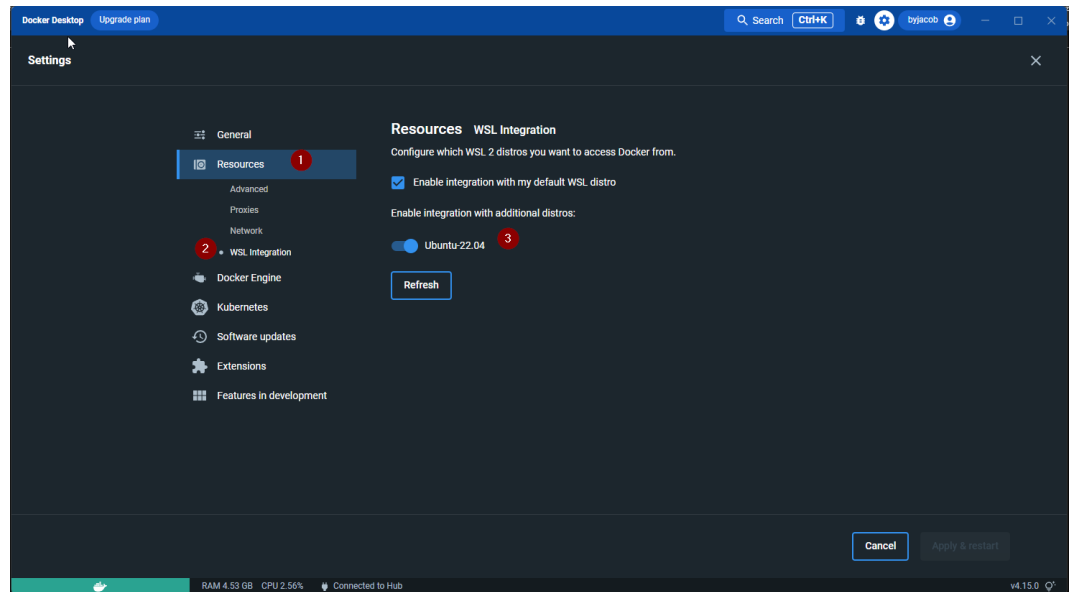 Docker Desktop Upgrade plan Search Ctrl+K byjacob
Settings
General
Resources 1
Advanced
Proxies
Network
2 WSL Integration
Docker Engine
Kubernetes
Software updates
Extensions
Features in development
Resources WSL Integration
Configure which WSL 2 distros you want to access Docker from.
Enable integration with my default WSL distro
Enable integration with additional distros:
Ubuntu-22.04 3
Refresh
Cancel Apply & restart
RAM 4.53 GB CPU 2.56% Connected to Hub v4.15.0